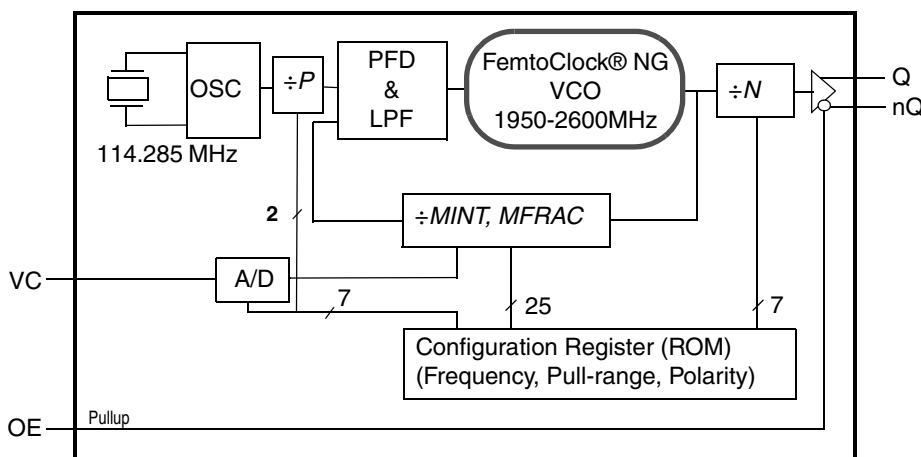 OSC
÷P
PFD
&
LPF
FemtoClock® NG
VCO
1950-2600MHz
÷N
Q
nQ
114.285 MHz
2
÷MINT, MFRAC
VC
A/D
7
25
7
Configuration Register (ROM)
(Frequency, Pull-range, Polarity)
OE
Pullup